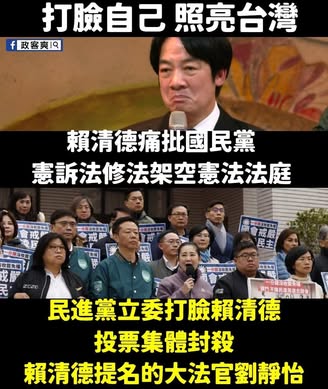 打臉自己 照亮台灣
政客爽
賴清德痛批國民黨
憲訴法修法架空憲法法庭
民進黨立委打臉賴清德
投票集體封殺
賴清德提名的大法官劉靜怡